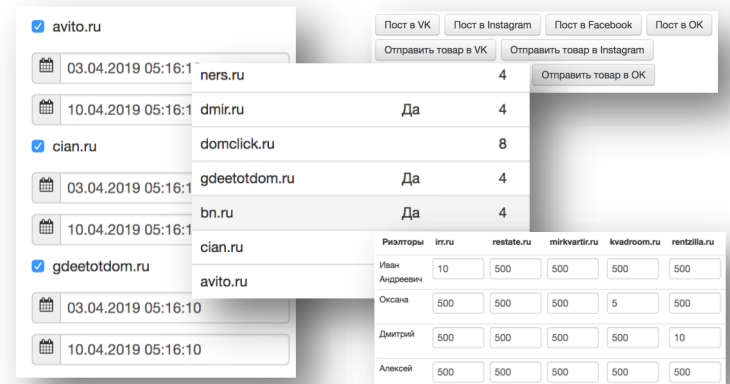 avito.ru
03.04.2019 05:16:1
10.04.2019 05:16:1
cian.ru
03.04.2019 05:16:1
10.04.2019 05:16:1
gdeetotdom.ru
03.04.2019 05:16:10
10.04.2019 05:16:10
ners.ru 4
dmir.ru Да 4
domclick.ru 8
gdeetotdom.ru Да 4
bn.ru Да 4
cian.ru
avito.ru
Пост в VK Пост в Instagram Пост в Facebook Пост в OK
Отправить товар в VK Отправить товар в Instagram
Отправить товар в OK
Риэлторы irr.ru restate.ru mirkvartir.ru kvadroom.ru rentzilla.ru
Иван Андреевич 10 500 500 500 500
Оксана 500 500 500 5 500
Дмитрий 500 500 500 500 10
Алексей 500 500 500 500 500